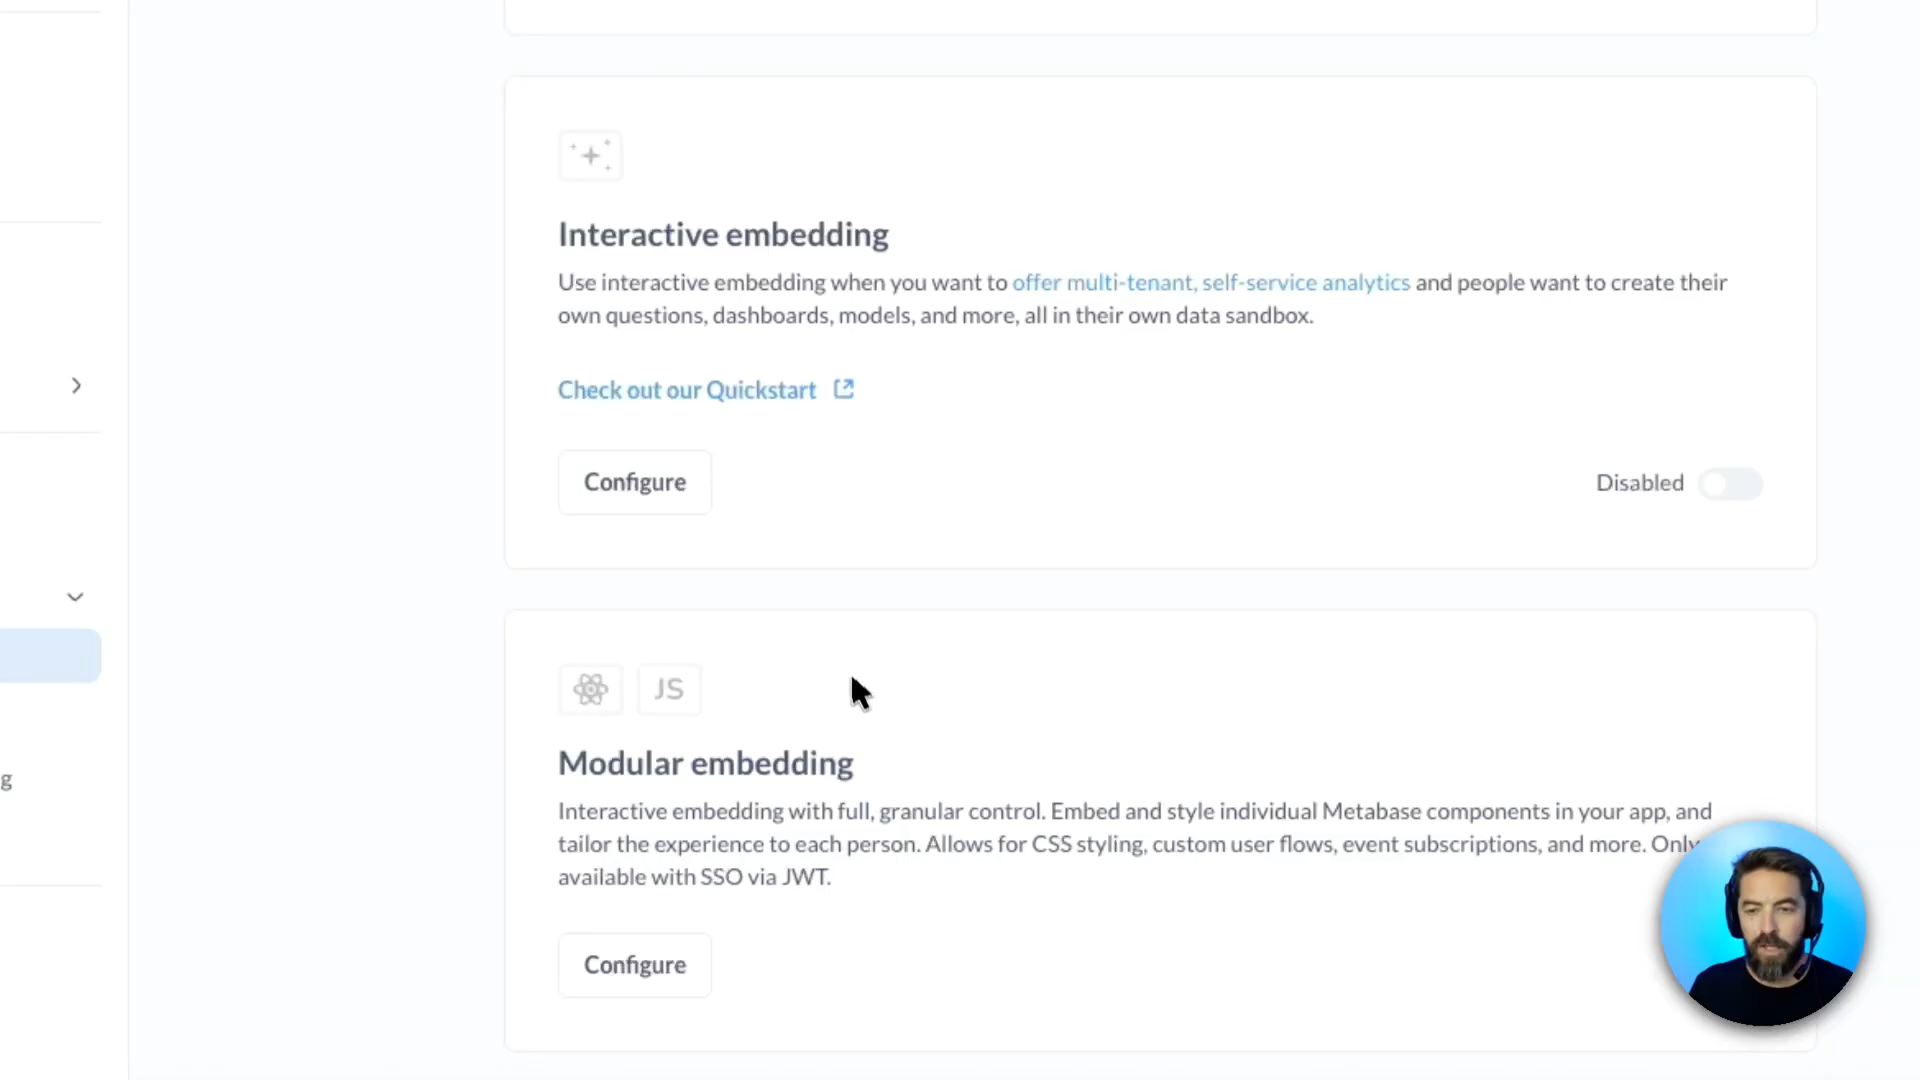 Interactive embedding
Use interactive embedding when you want to offer multi-tenant, self-service analytics and people want to create their
own questions, dashboards, models, and more, all in their own data sandbox.
Check out our Quickstart
Configure
Disabled
JS
Modular embedding
g
Interactive embedding with full, granular control. Embed and style individual Metabase components in your app, and
tailor the experience to each person. Allows for CSS styling, custom user flows, event subscriptions, and more. Only
available with SSO via JWT.
Configure